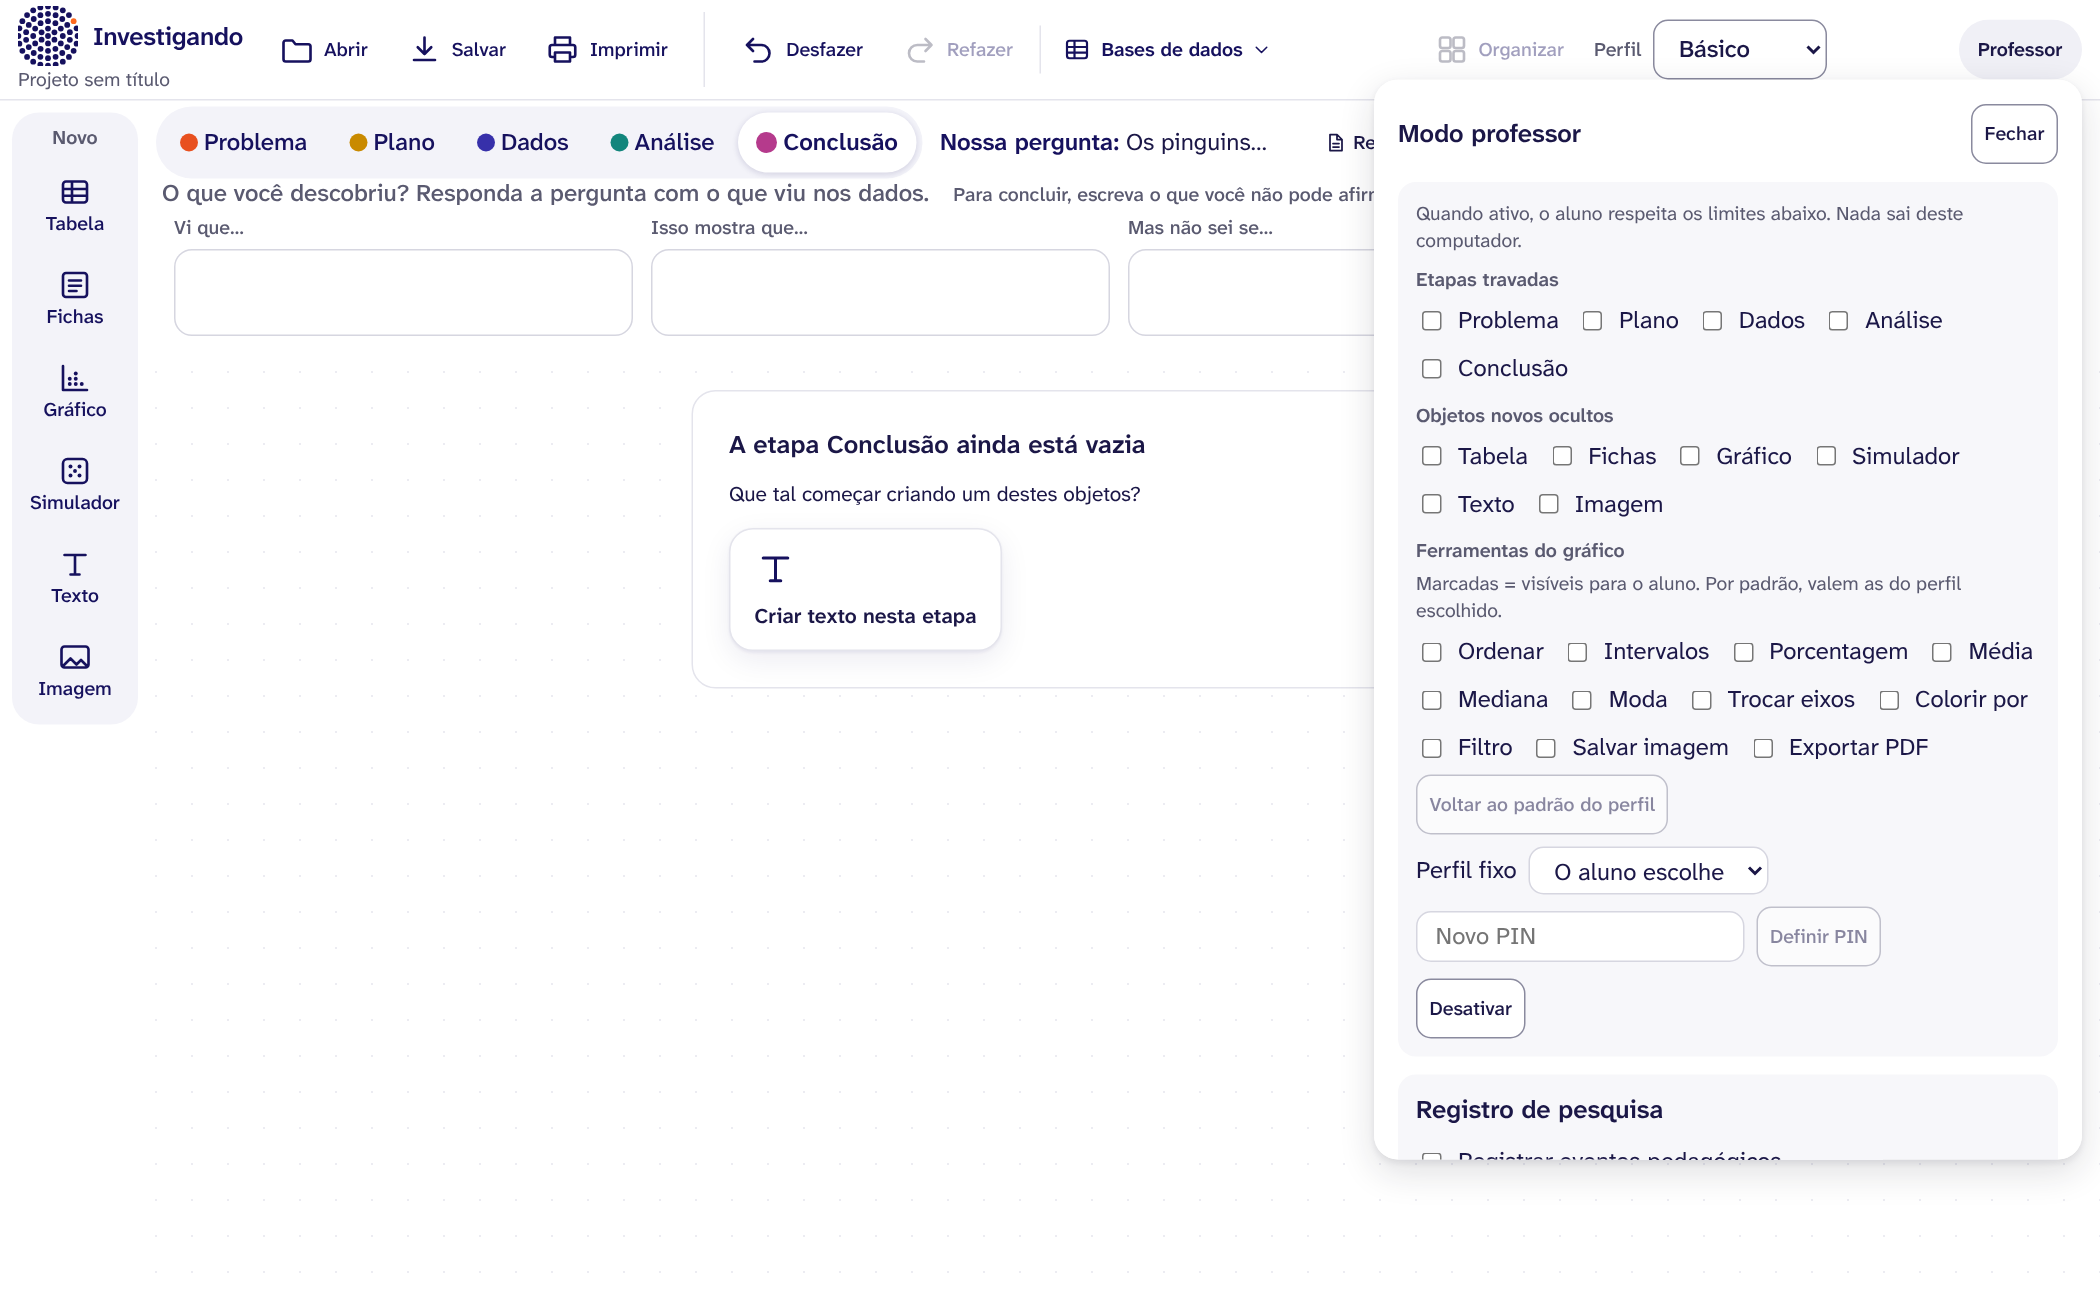 Investigando
Projeto sem título
Abrir
Salvar
Imprimir
Desfazer
Refazer
Bases de dados
Organizar
Perfil
Básico
Professor
Novo
Tabela
Fichas
Gráfico
Simulador
Texto
Imagem
Problema
Plano
Dados
Análise
Conclusão
Nossa pergunta: Os pinguins...
Re
O que você descobriu? Responda a pergunta com o que viu nos dados.
Para concluir, escreva o que você não pode afir
Vi que...
Isso mostra que...
Mas não sei se...
A etapa Conclusão ainda está vazia
Que tal começar criando um destes objetos?
Criar texto nesta etapa
Modo professor
Fechar
Quando ativo, o aluno respeita os limites abaixo. Nada sai deste
computador.
Etapas travadas
Problema Plano Dados Análise
Conclusão
Objetos novos ocultos
Tabela Fichas Gráfico Simulador
Texto Imagem
Ferramentas do gráfico
Marcadas = visíveis para o aluno. Por padrão, valem as do perfil
escolhido.
Ordenar Intervalos Porcentagem Média
Mediana Moda Trocar eixos Colorir por
Filtro Salvar imagem Exportar PDF
Voltar ao padrão do perfil
Perfil fixo O aluno escolhe
Novo PIN Definir PIN
Desativar
Registro de pesquisa
Registrar eventos pedagógicos